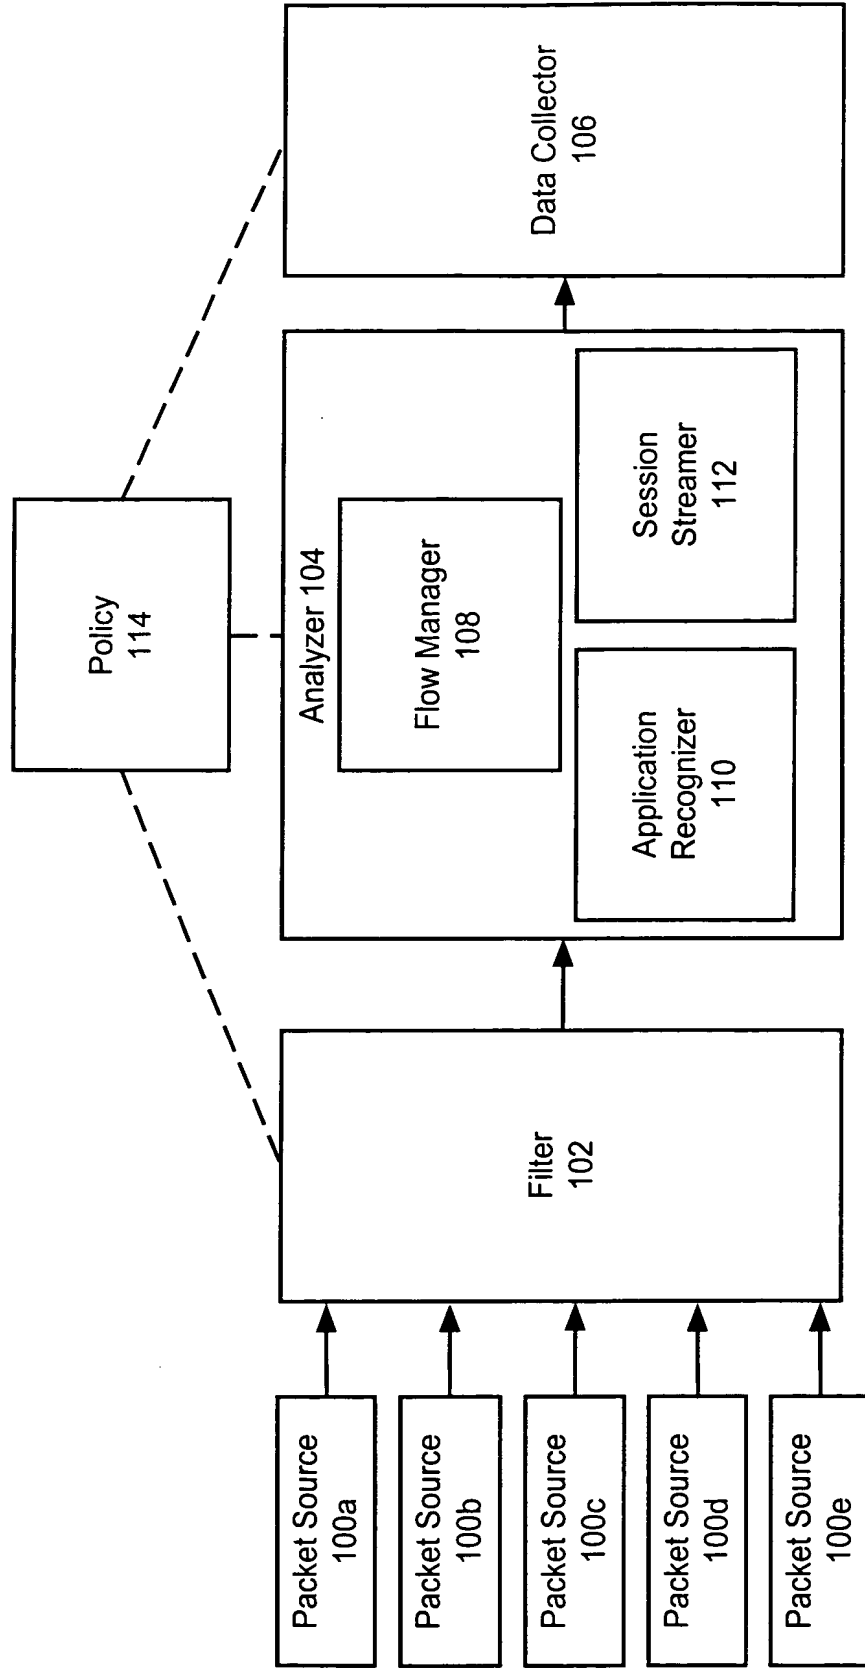 Policy
114
Packet Source
100a
Packet Source
100b
Packet Source
100c
Packet Source
100d
Packet Source
100e
Filter
102
Analyzer 104
Flow Manager
108
Application
Recognizer
110
Session
Streamer
112
Data Collector
106